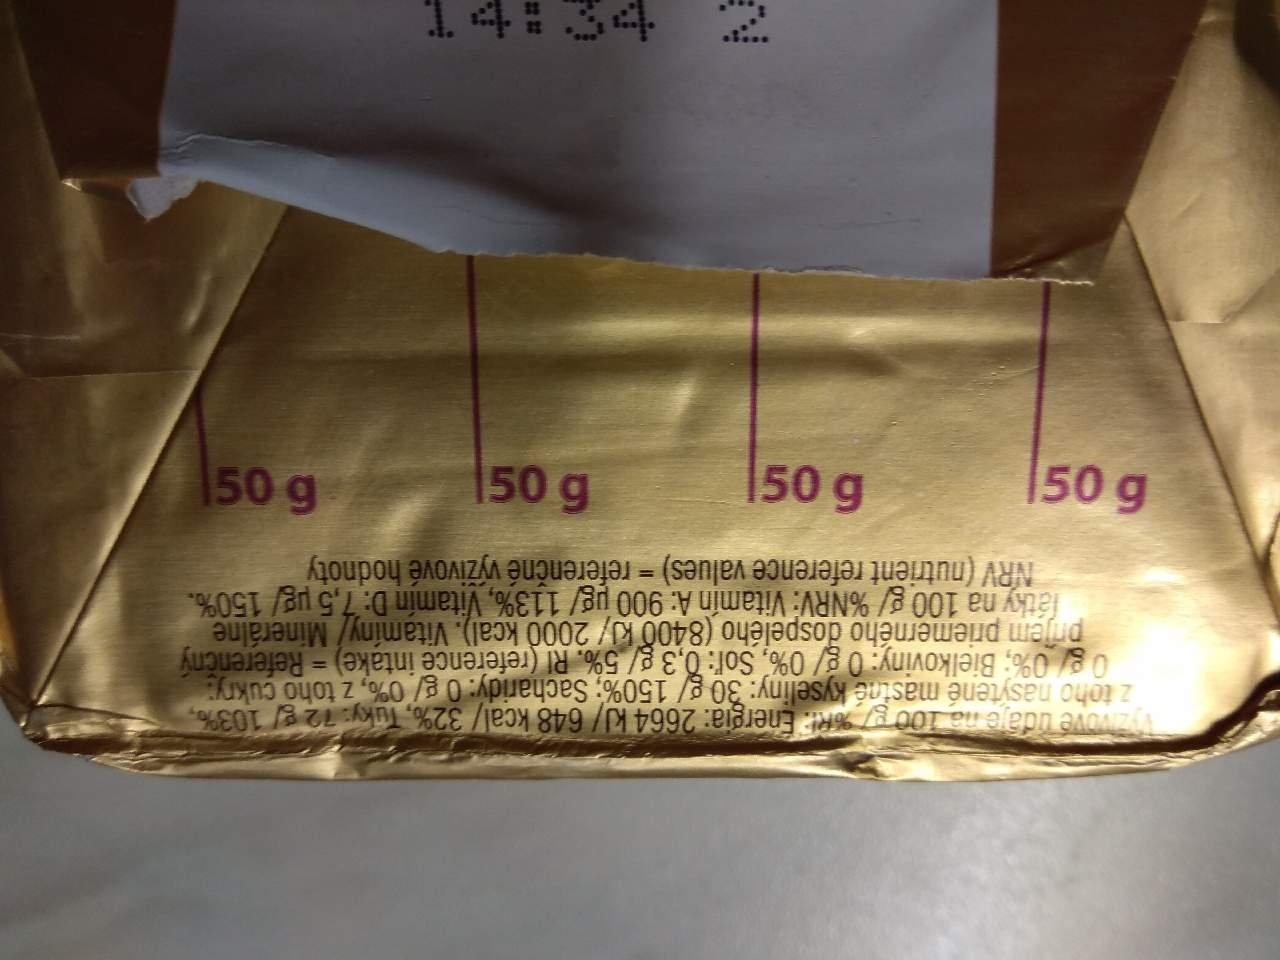 14:34 2
50 g
50 g
50 g
50 g
Výživové údaje na 100 g/ %RI: Energia: 2664 kJ/ 648 kcal/ 32%, Tuky: 72 g/ 103%,
z toho nasýtené mastné kyseliny: 30 g/ 150%; Sacharidy: 0 g/ 0%, z toho cukry:
0 g/ 0%; Bielkoviny: 0 g/ 0%, Soľ: 0,3 g/ 5%. RI (reference intake) = Referenčný
príjem priemerného dospelého (8400 kJ/ 2000 kcal). Vitamíny/ Minerálne
látky na 100 g/ %NRV: Vitamín A: 900 µg/ 113%, Vitamín D: 7,5 µg/ 150%.
NRV (nutrient reference values) = referenčné výživové hodnoty